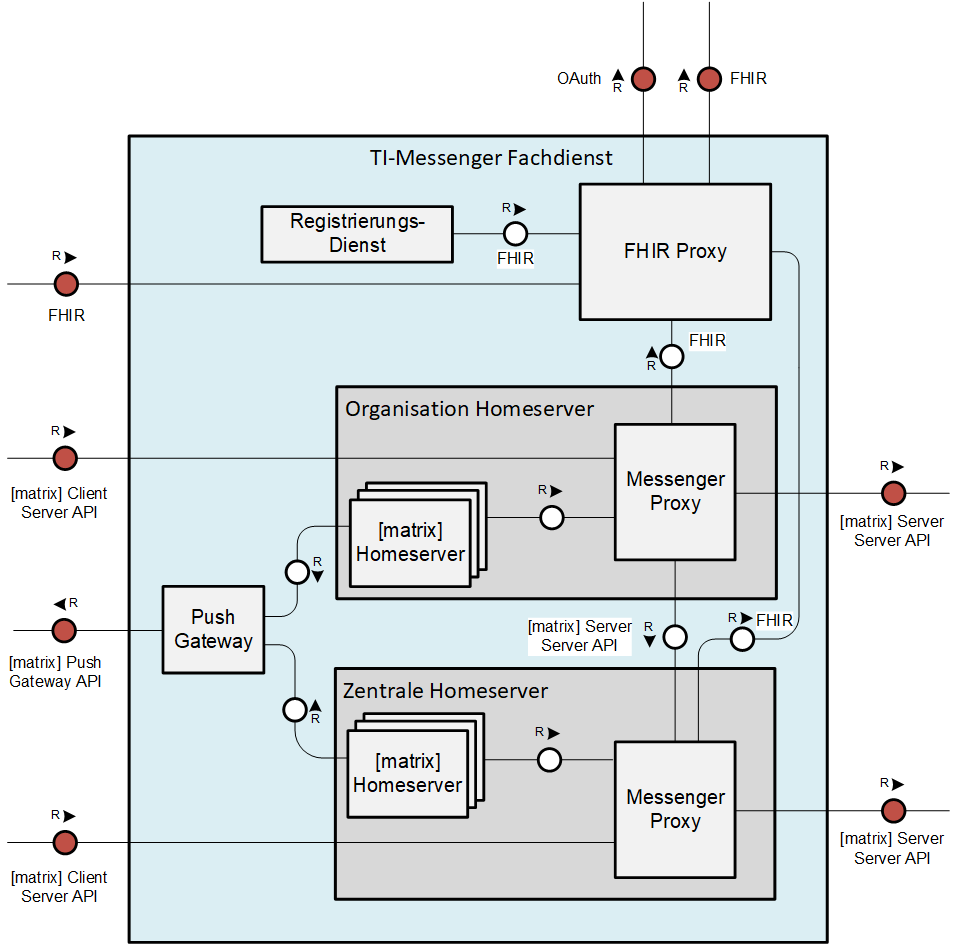 OAuth
R
R
FHIR
TI-Messenger Fachdienst
Registrierungs-
Dienst
R
FHIR
FHIR Proxy
R
FHIR
FHIR
R
Organisation Homeserver
R
[matrix] Client
Server API
Messenger
Proxy
R
[matrix] Server
Server API
R
[matrix]
Homeserver
R
Push
Gateway
R
[matrix] Push
Gateway API
[matrix] Server
Server API
R
R
FHIR
Zentrale Homeserver
R
[matrix]
Homeserver
R
Messenger
Proxy
R
[matrix] Server
Server API
R
[matrix] Client
Server API